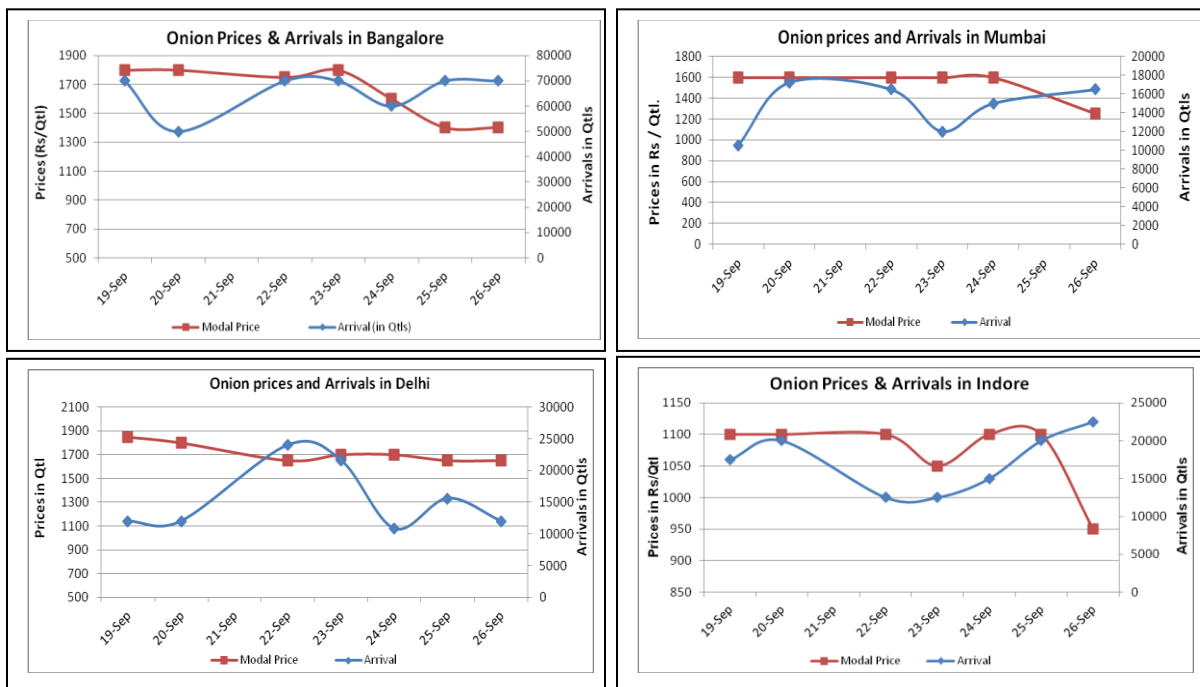 Onion Prices & Arrivals in Bangalore
Prices (Rs/Qtl)
1900
1700
1500
1300
1100
900
700
500
80000
70000
60000
50000
40000
30000
20000
10000
0
Arrivals in Qtls
19-Sep
20-Sep
21-Sep
22-Sep
23-Sep
24-Sep
25-Sep
26-Sep
Modal Price
Arrival (in Qtls)
Onion prices and Arrivals in Mumbai
Prices in Rs / Qtl.
1800
1600
1400
1200
1000
800
600
400
200
0
20000
18000
16000
14000
12000
10000
8000
6000
4000
2000
0
Arrivals in Qtls
19-Sep
20-Sep
21-Sep
22-Sep
23-Sep
24-Sep
25-Sep
26-Sep
Modal Price
Arrival
Onion prices and Arrivals in Delhi
Prices in Qtl
2100
1900
1700
1500
1300
1100
900
700
500
30000
25000
20000
15000
10000
5000
0
Arrivals in Qtls
19-Sep
20-Sep
21-Sep
22-Sep
23-Sep
24-Sep
25-Sep
26-Sep
Modal Price
Arrival
Onion Prices & Arrivals in Indore
Prices in Rs/Qtl
1150
1100
1050
1000
950
900
850
25000
20000
15000
10000
5000
0
Arrivals in Qtls
19-Sep
20-Sep
21-Sep
22-Sep
23-Sep
24-Sep
25-Sep
26-Sep
Modal Price
Arrival